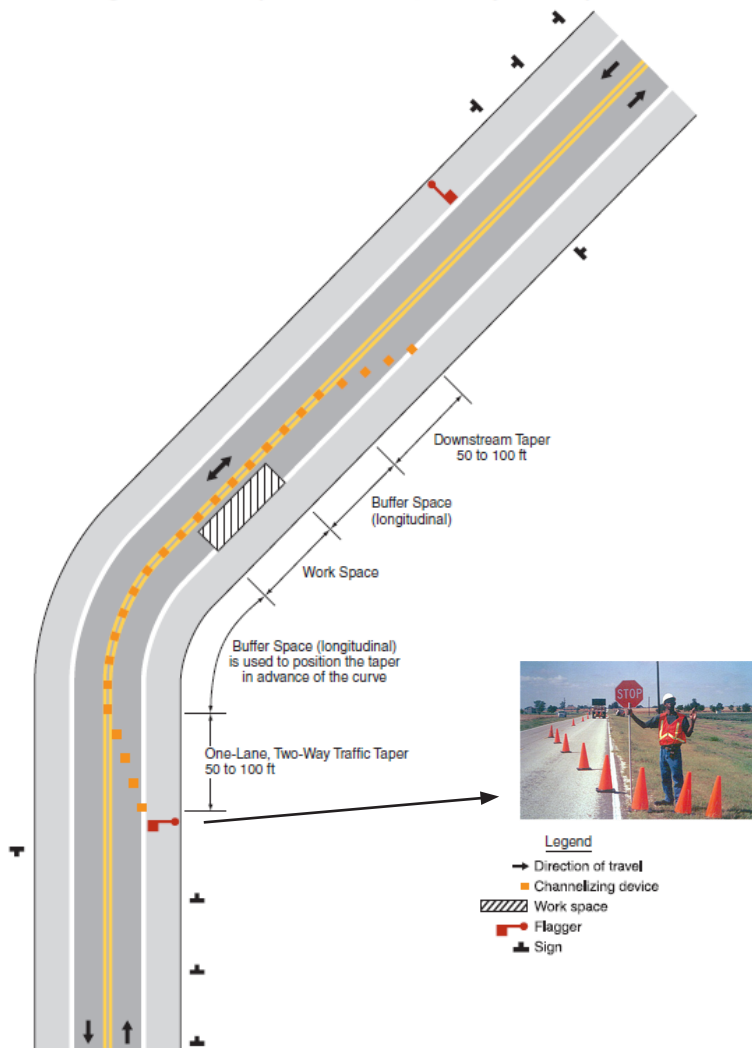 Downstream Taper
50 to 100 ft
Buffer Space
(longitudinal)
Work Space
Buffer Space (longitudinal)
is used to position the taper
in advance of the curve
One-Lane, Two-Way Traffic Taper
50 to 100 ft
STOP
Legend
Direction of travel
Channelizing device
Work space
Flagger
Sign